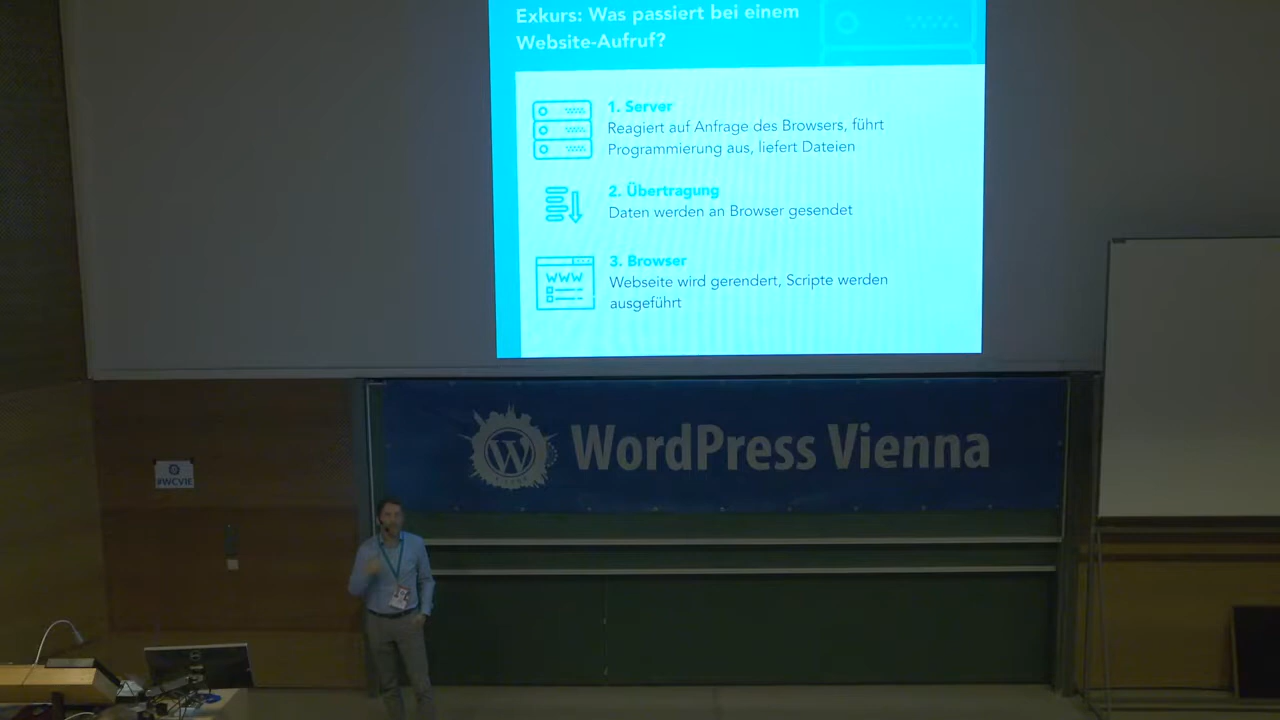 Exkurs: Was passiert bei einem
Website-Aufruf?
1. Server
Reagiert auf Anfrage des Browsers, führt
Programmierung aus, liefert Dateien
2. Übertragung
Daten werden an Browser gesendet
WWW
3. Browser
Webseite wird gerendert, Scripte werden
ausgeführt
W
WordPress Vienna
#WCVIE